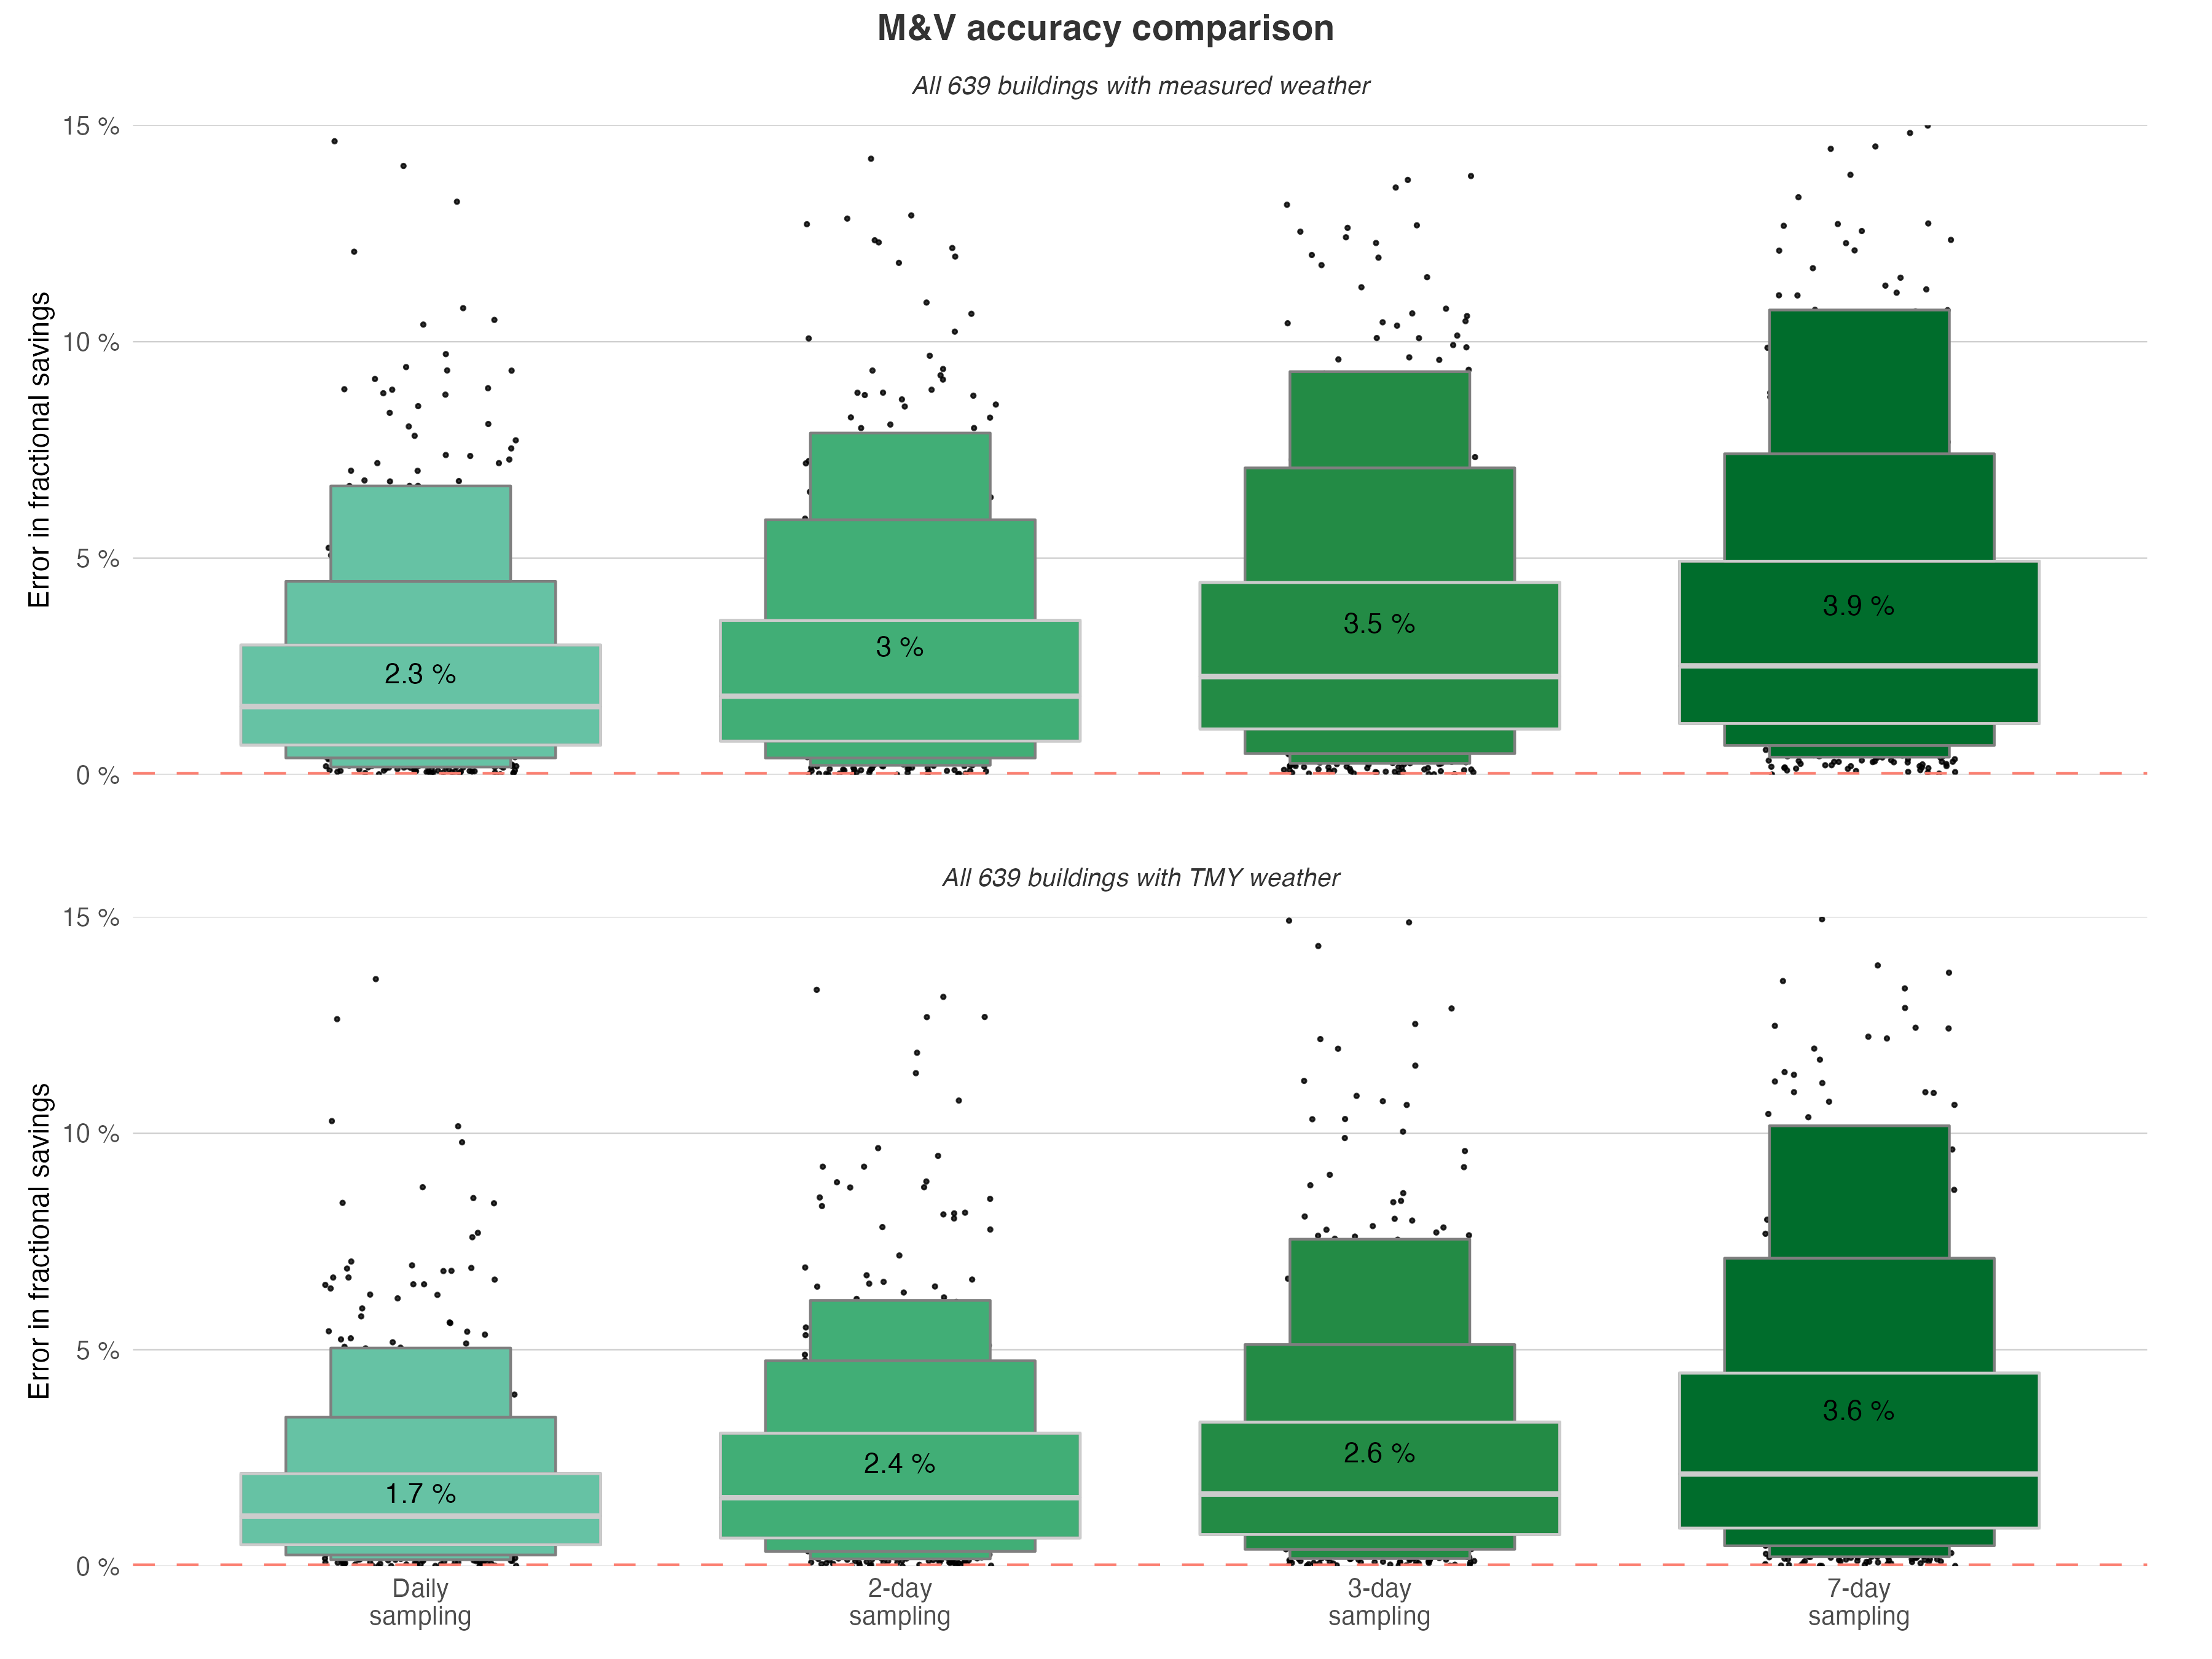 M&V accuracy comparison
All 639 buildings with measured weather
Error in fractional savings
15 %
10 %
5 %
0 %
2.3 %
3 %
3.5 %
3.9 %
All 639 buildings with TMY weather
Error in fractional savings
15 %
10 %
5 %
0 %
1.7 %
2.4 %
2.6 %
3.6 %
Daily
sampling
2-day
sampling
3-day
sampling
7-day
sampling